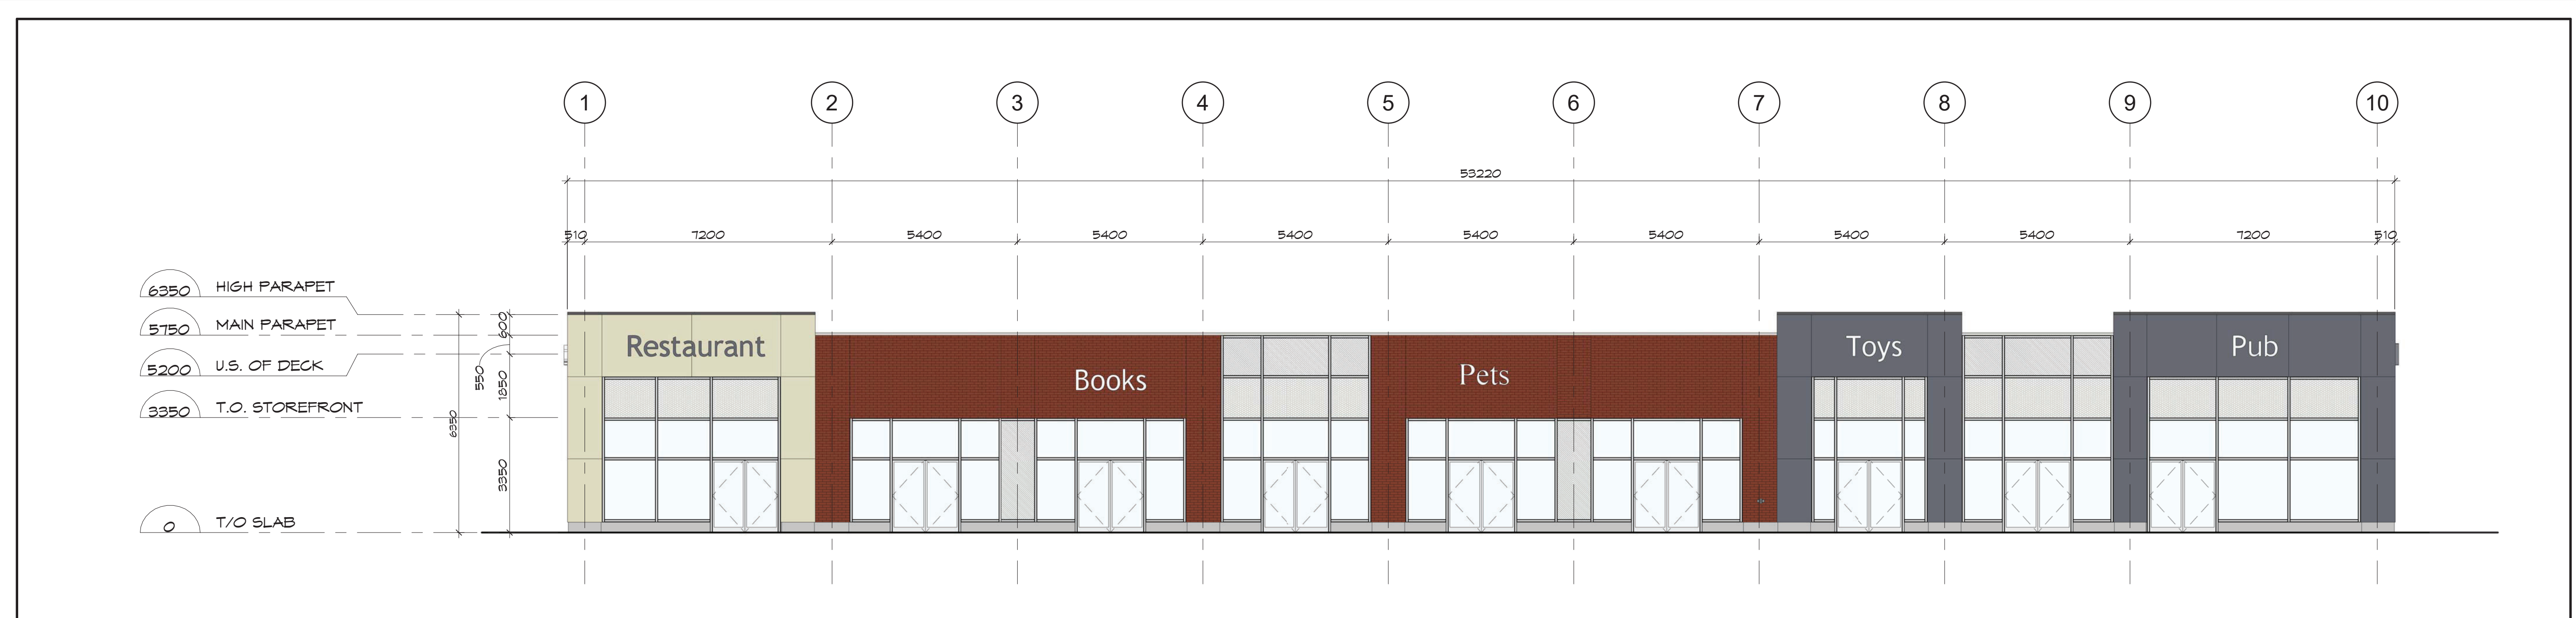 1 2 3 4 5 6 7 8 9 10
53220
510 7200 5400 5400 5400 5400 5400 5400 5400 7200 510
6350 HIGH PARAPET
5750 MAIN PARAPET
5200 U.S. OF DECK
3350 T.O. STOREFRONT
0 T/O SLAB
6350
600
550
1850
3350
Restaurant
Books
Pets
Toys
Pub